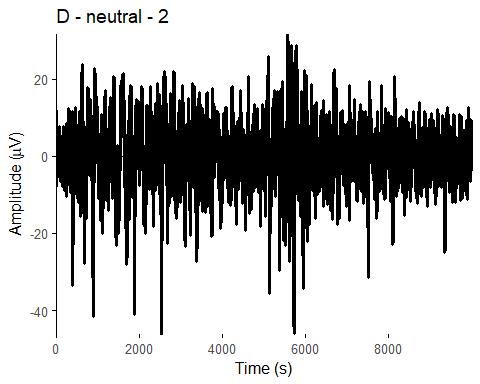 D - neutral - 2
Amplitude (μV)
20
0
-20
-40
0 2000 4000 6000 8000
Time (s)